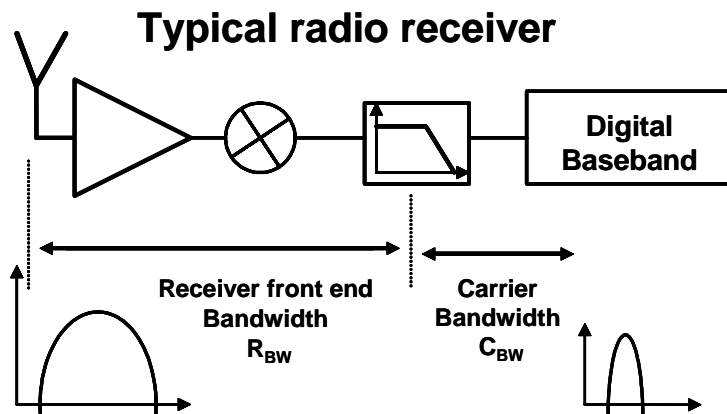 Typical radio receiver
Digital
Baseband
Receiver front end
Bandwidth
R_BW
Carrier
Bandwidth
C_BW